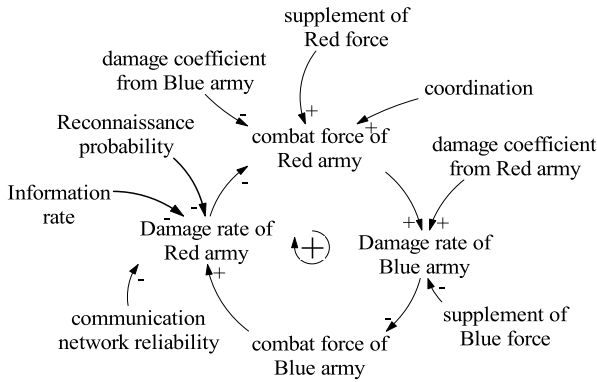 supplement of
Red force
damage coefficient
from Blue army
coordination
-
+
+
Reconnaissance
probability
combat force of
Red army
damage coefficient
from Red army
-
Information
rate
-
-
+
+
Damage rate of
Red army
+
Damage rate of
Blue army
+
-
-
communication
network reliability
-
combat force of
Blue army
supplement of
Blue force